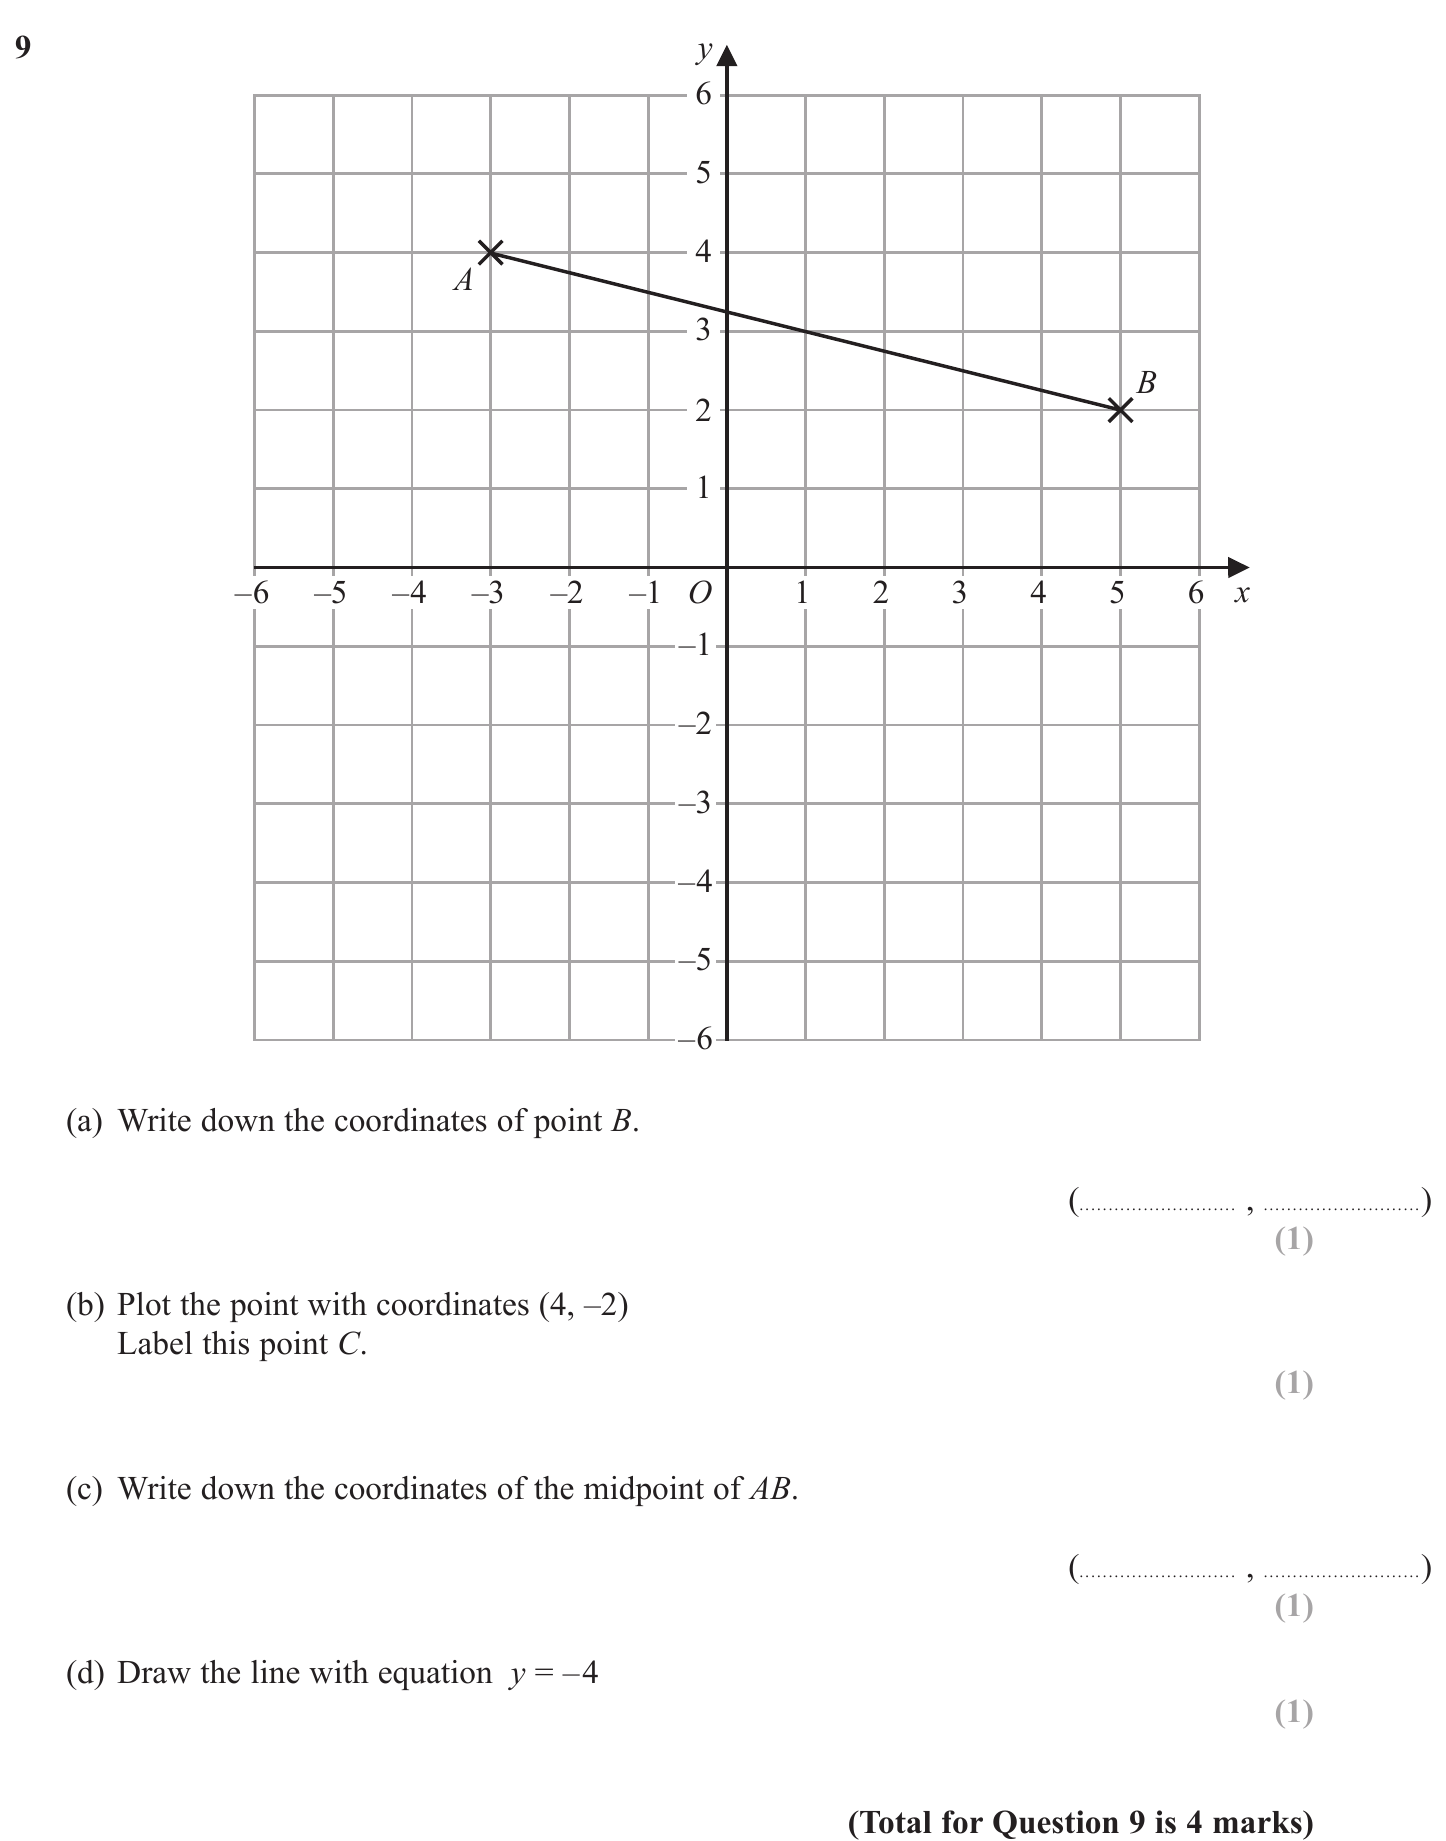 9
y
6
5
4
A
3
B
2
1
–6 –5 –4 –3 –2 –1 O 1 2 3 4 5 6 x
–1
–2
–3
–4
–5
–6
(a) Write down the coordinates of point B.
(.......................... , ..........................)
(1)
(b) Plot the point with coordinates (4, –2)
Label this point C.
(1)
(c) Write down the coordinates of the midpoint of AB.
(.......................... , ..........................)
(1)
(d) Draw the line with equation y = –4
(1)
(Total for Question 9 is 4 marks)